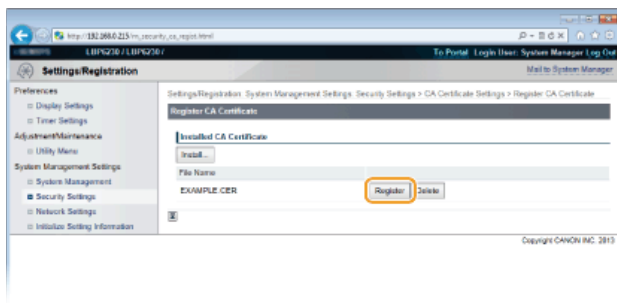 http://192.168.0.215/m_security_ca_regist.html
LBP6230 / LBP6230 /
To Portal Login User: System Manager Log Out
Settings/Registration
Mail to System Manager
Preferences
Display Settings
Timer Settings
Adjustment/Maintenance
Utility Menu
System Management Settings
System Management
Security Settings
Network Settings
Initialize Setting Information
Settings/Registration: System Management Settings: Security Settings > CA Certificate Settings > Register CA Certificate
Register CA Certificate
Installed CA Certificate
Install...
File Name
EXAMPLE.CER
Register
Delete
Copyright CANON INC. 2013